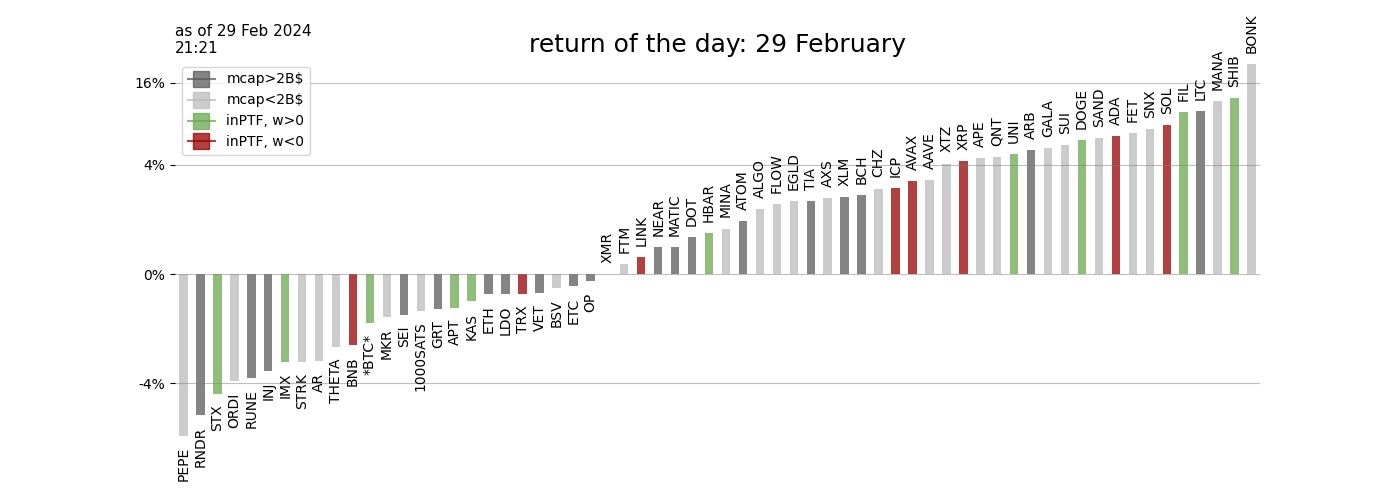 as of 29 Feb 2024
21:21
return of the day: 29 February
mcap>2B$
mcap<2B$
inPTF, w>0
inPTF, w<0
16%
4%
0%
-4%
PEPE
RNDR
STX
ORDI
RUNE
INJ
IMX
STRK
AR
THETA
BNB
*BTC*
MKR
SEI
1000SATS
GRT
APT
KAS
ETH
LDO
TRX
VET
BSV
ETC
OP
XMR
FTM
LINK
NEAR
MATIC
DOT
HBAR
MINA
ATOM
ALGO
FLOW
EGLD
TIA
AXS
XLM
BCH
CHZ
ICP
AVAX
AAVE
XTZ
XRP
APE
QNT
UNI
ARB
GALA
SUI
DOGE
SAND
ADA
FET
SNX
SOL
FIL
LTC
MANA
SHIB
BONK